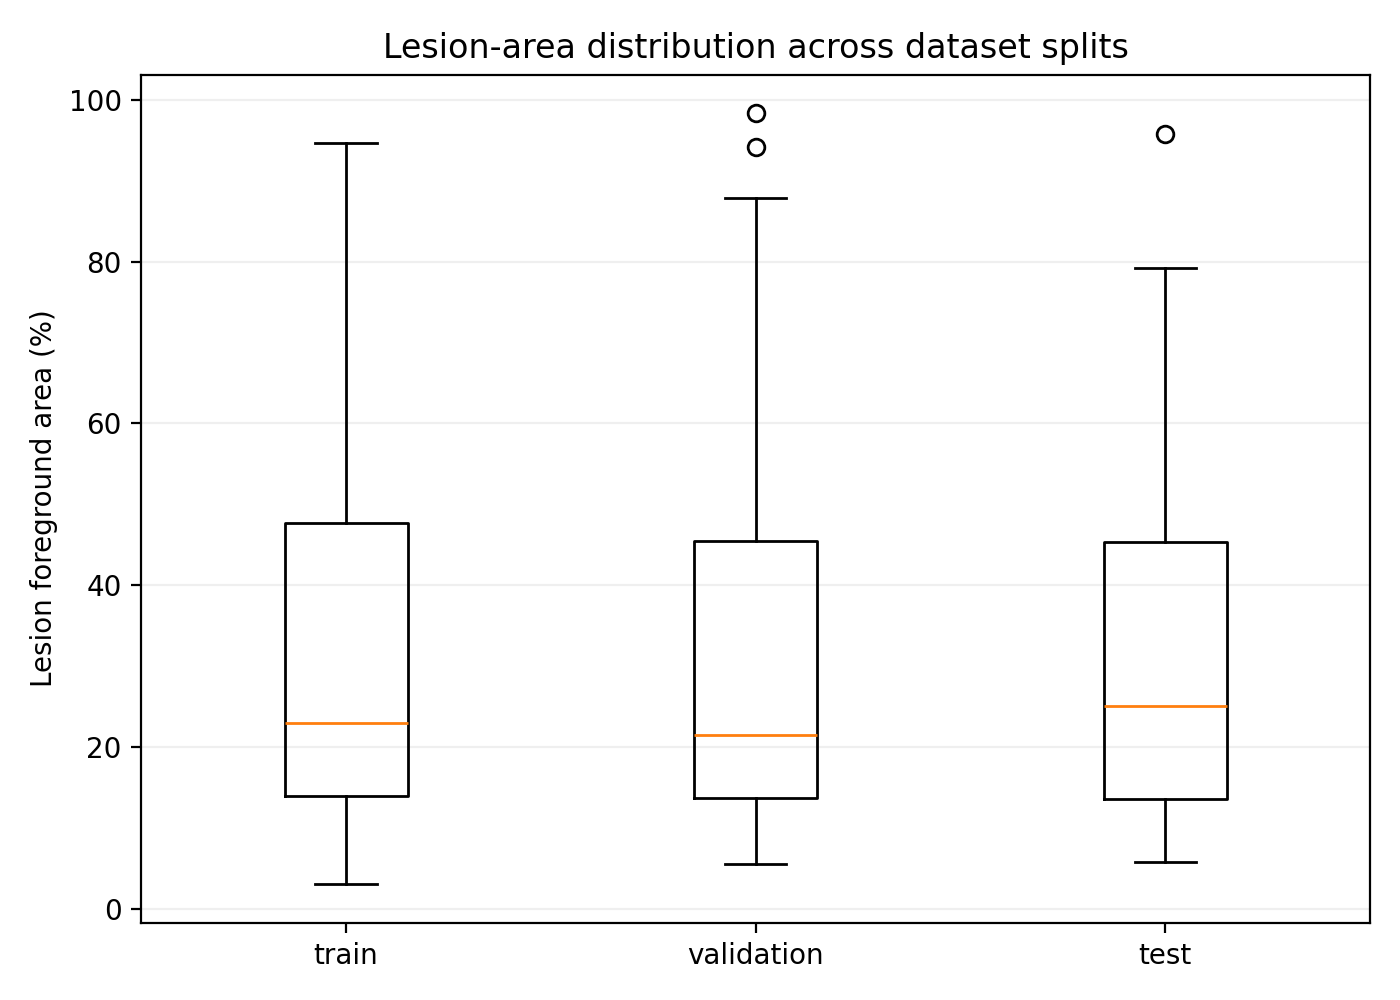 Lesion-area distribution across dataset splits
Lesion foreground area (%)
100
80
60
40
20
0
train
validation
test